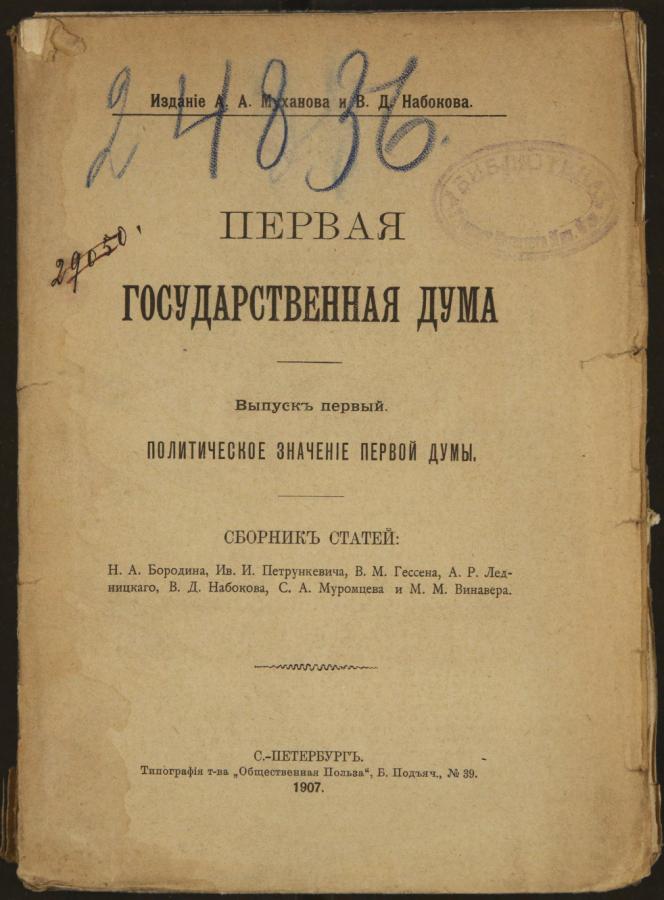 Изданіе А. А. Муханова и В. Д. Набокова.
24836.
29050.
БИБЛІОТЕКА
ПЕРВАЯ
ГОСУДАРСТВЕННАЯ ДУМА
Выпускъ первый.
ПОЛИТИЧЕСКОЕ ЗНАЧЕНІЕ ПЕРВОЙ ДУМЫ.
СБОРНИКЪ СТАТЕЙ:
Н. А. Бородина, Ив. И. Петрункевича, В. М. Гессена, А. Р. Лед-
ницкаго, В. Д. Набокова, С. А. Муромцева и М. М. Винавера.
С.-ПЕТЕРБУРГЪ.
Типографія т-ва „Общественная Польза“, Б. Подъяч., № 39.
1907.